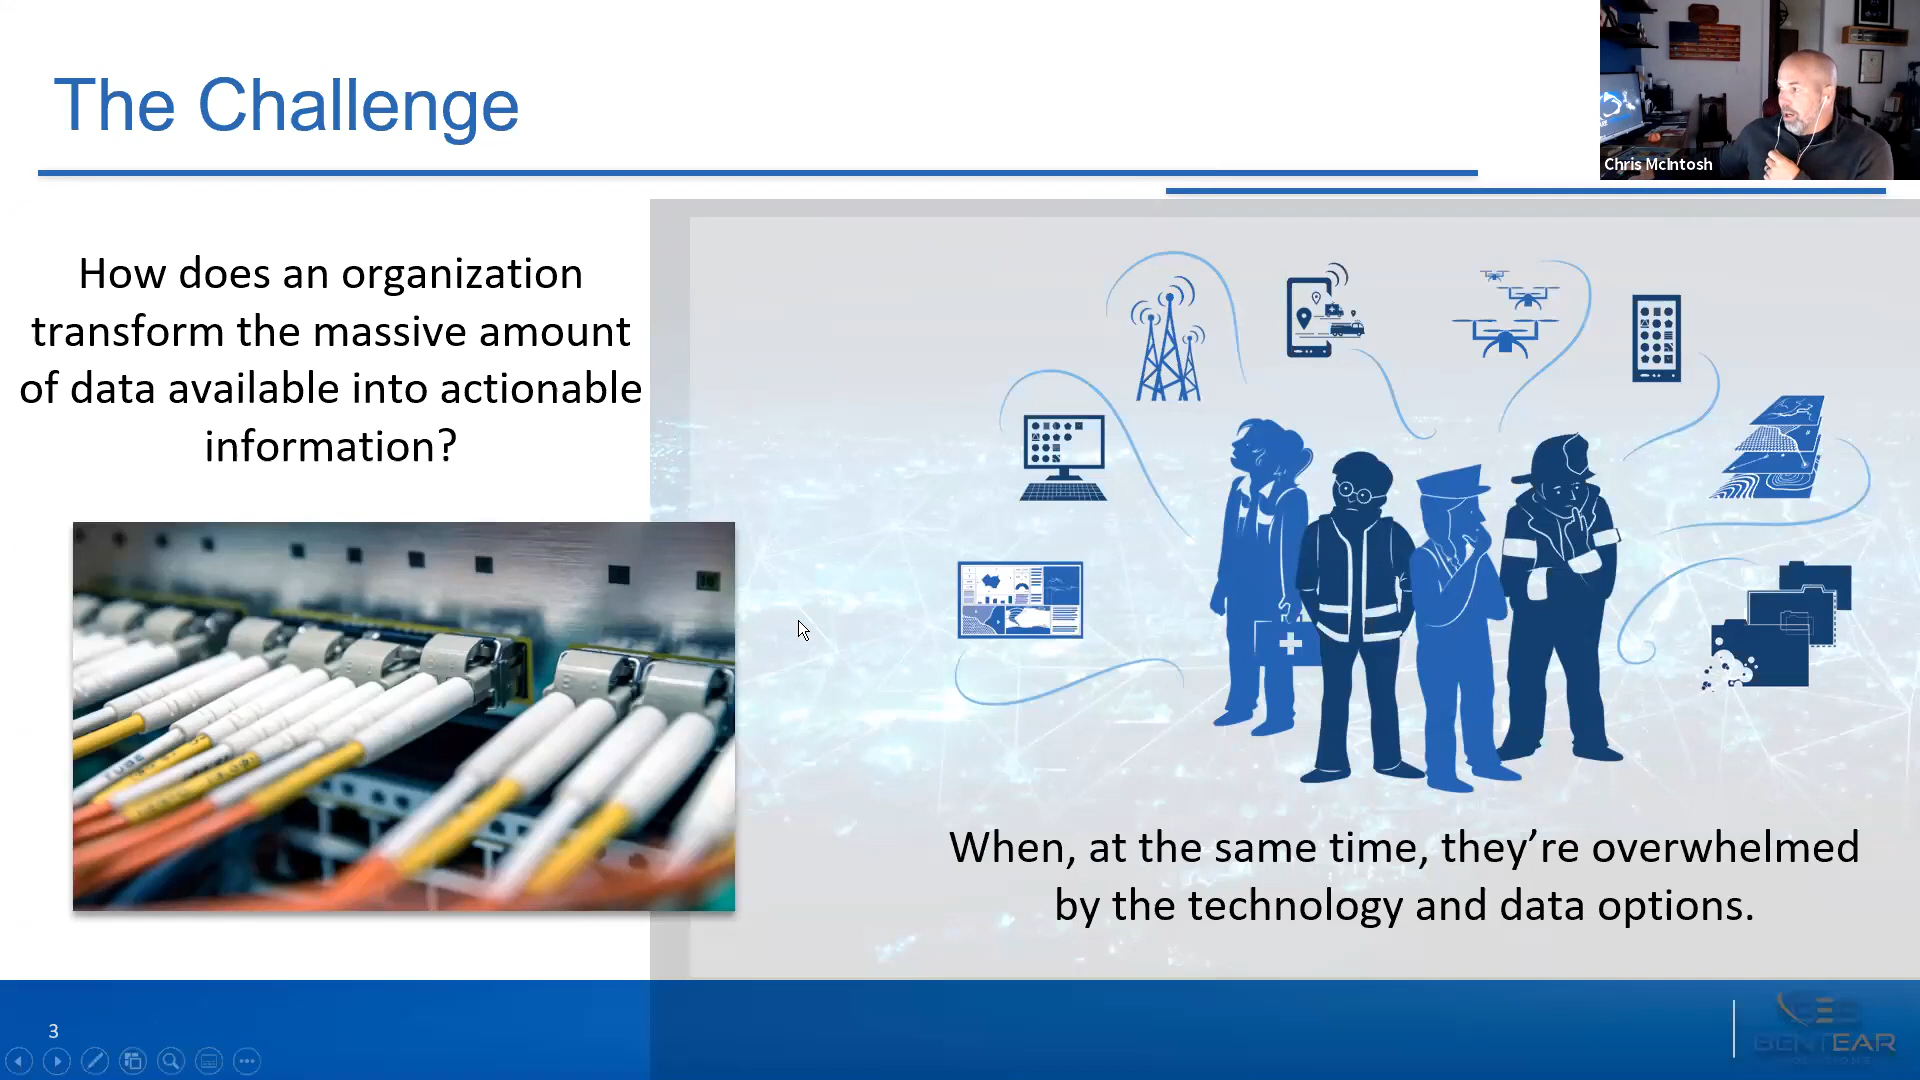 The Challenge
Chris McIntosh
How does an organization
transform the massive amount
of data available into actionable
information?
When, at the same time, they’re overwhelmed
by the technology and data options.
3
BENTEAR